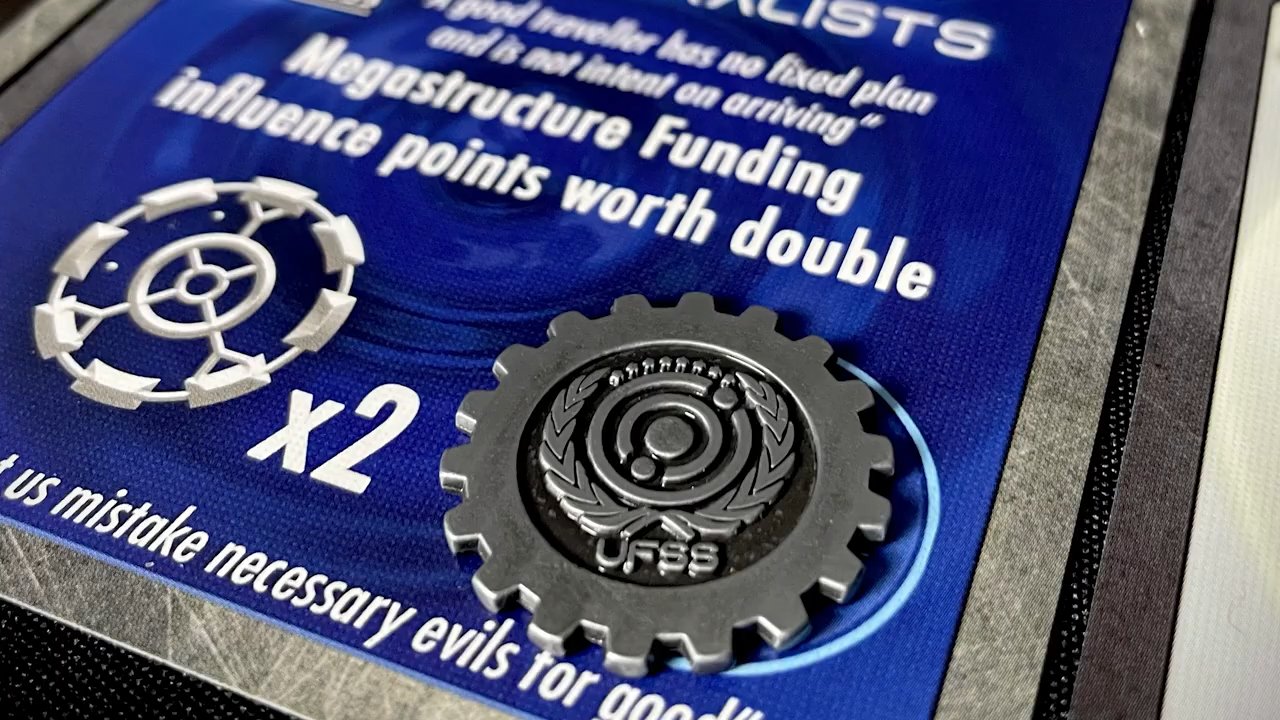 "A good traveller has no fixed plan
and is not intent on arriving"
Megastructure Funding
influence points worth double
x2
UFSS
us mistake necessary evils for good"